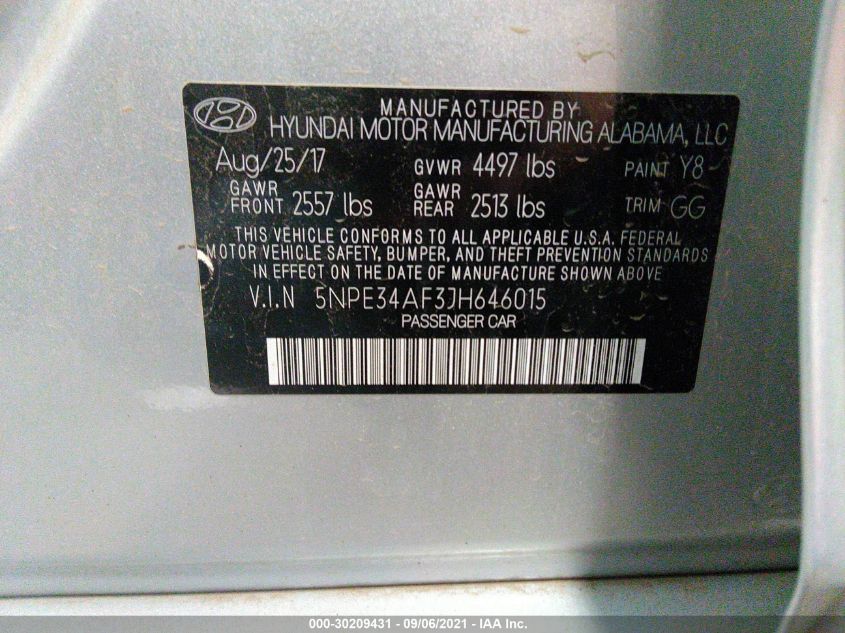 MANUFACTURED BY
HYUNDAI MOTOR MANUFACTURING ALABAMA, LLC
Aug/25/17 GVWR 4497 lbs PAINT Y8
GAWR FRONT 2557 lbs GAWR REAR 2513 lbs TRIM GG
THIS VEHICLE CONFORMS TO ALL APPLICABLE U.S.A. FEDERAL
MOTOR VEHICLE SAFETY, BUMPER, AND THEFT PREVENTION STANDARDS
IN EFFECT ON THE DATE OF MANUFACTURE SHOWN ABOVE.
V.I.N 5NPE34AF3JH646015
PASSENGER CAR
000-30209431 - 09/06/2021 - IAA Inc.